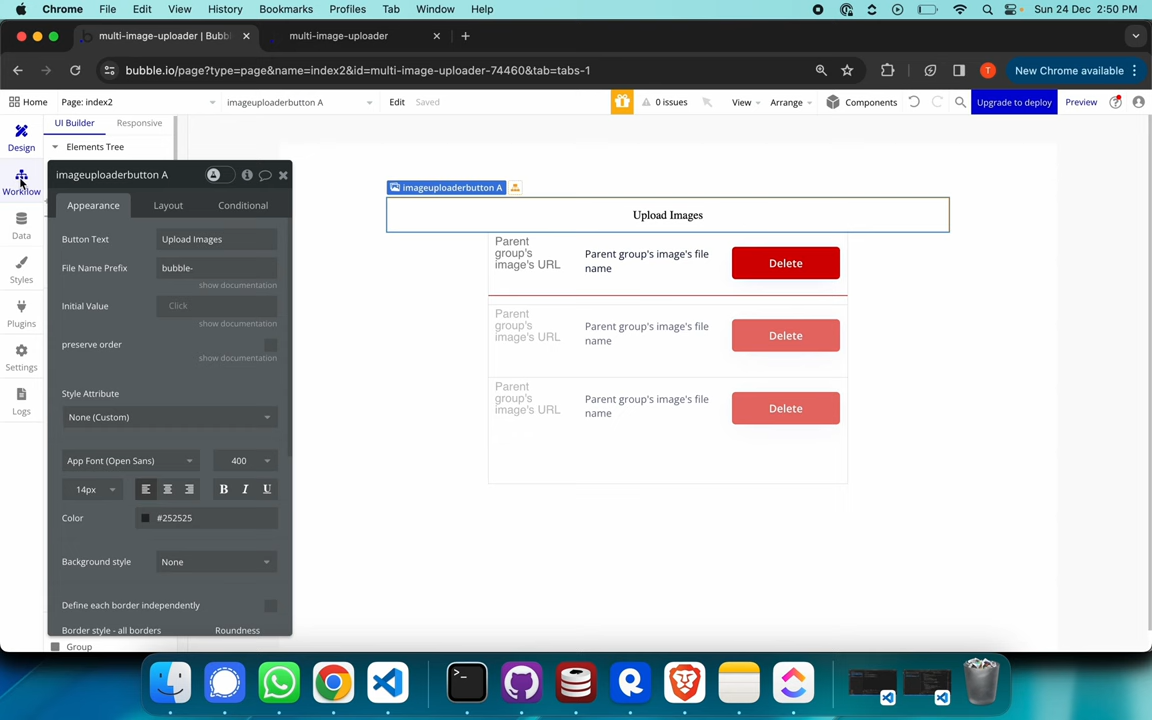 Chrome File Edit View History Bookmarks Profiles Tab Window Help Sun 24 Dec 2:50 PM
multi-image-uploader | Bubbl
multi-image-uploader
bubble.io/page?type=page&name=index2&id=multi-image-uploader-74460&tab=tabs-1
T
New Chrome available
Home
Page: index2
imageuploaderbutton A
Edit
Saved
0 issues
View
Arrange
Components
Upgrade to deploy
Preview
Design
Workflow
Data
Styles
Plugins
Settings
Logs
UI Builder
Responsive
Elements Tree
imageuploaderbutton A
Appearance
Layout
Conditional
Button Text
Upload Images
File Name Prefix
bubble-
show documentation
Initial Value
Click
show documentation
preserve order
show documentation
Style Attribute
None (Custom)
App Font (Open Sans)
400
14px
B I U
Color
#252525
Background style
None
Define each border independently
Border style - all borders
Roundness
Group
imageuploaderbutton A
Upload Images
Parent
group's
image's URL
Parent group's image's file
name
Delete
Parent
group's
image's URL
Parent group's image's file
name
Delete
Parent
group's
image's URL
Parent group's image's file
name
Delete